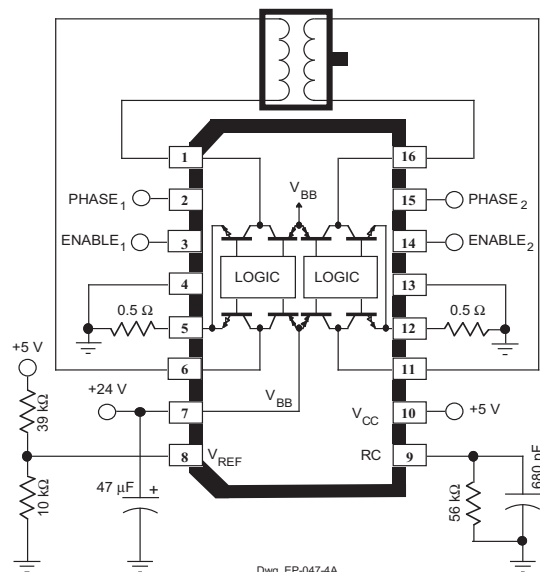 1
16
PHASE1
2
VBB
15
PHASE2
ENABLE1
3
14
ENABLE2
LOGIC
LOGIC
4
13
0.5 Ω
5
12
0.5 Ω
+5 V
6
11
39 kΩ
+24 V
7
VBB
VCC
10
+5 V
8
VREF
RC
9
10 kΩ
47 µF
+
56 kΩ
680 pF
Dwg. EP-047-4A